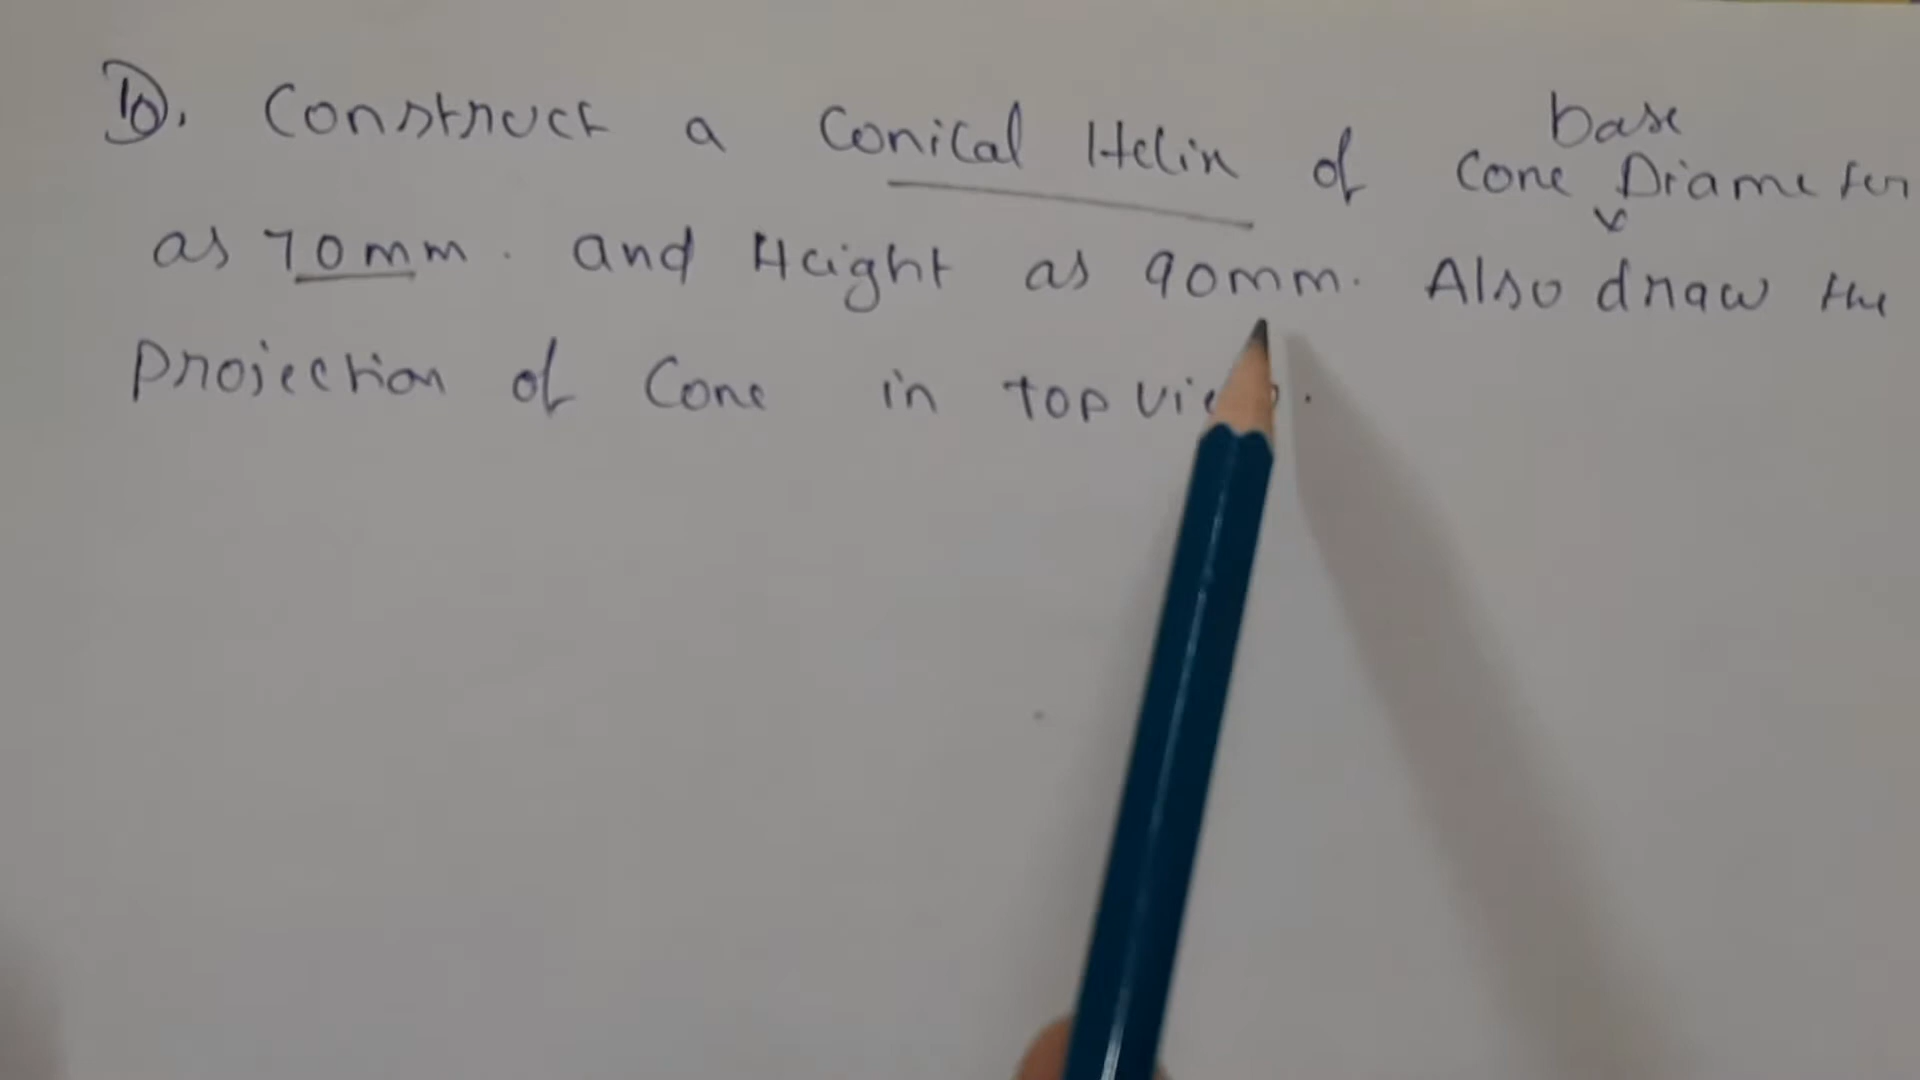 10. Construct a Conical Helix of Cone base Diameter
as 70mm. and Height as 90mm. Also draw the
projection of Cone in top view.